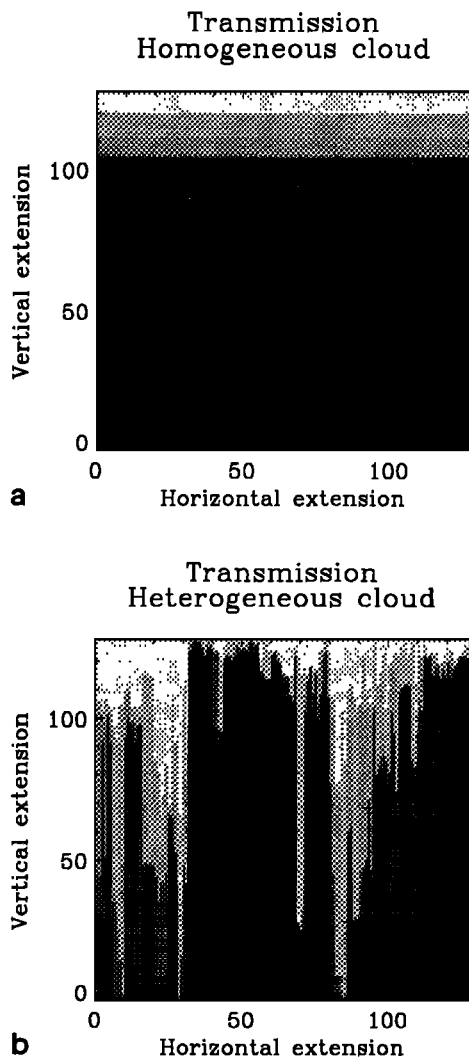 Transmission
Homogeneous cloud
100
50
0
Vertical extension
0 50 100
Horizontal extension
a
Transmission
Heterogeneous cloud
100
50
0
Vertical extension
0 50 100
Horizontal extension
b